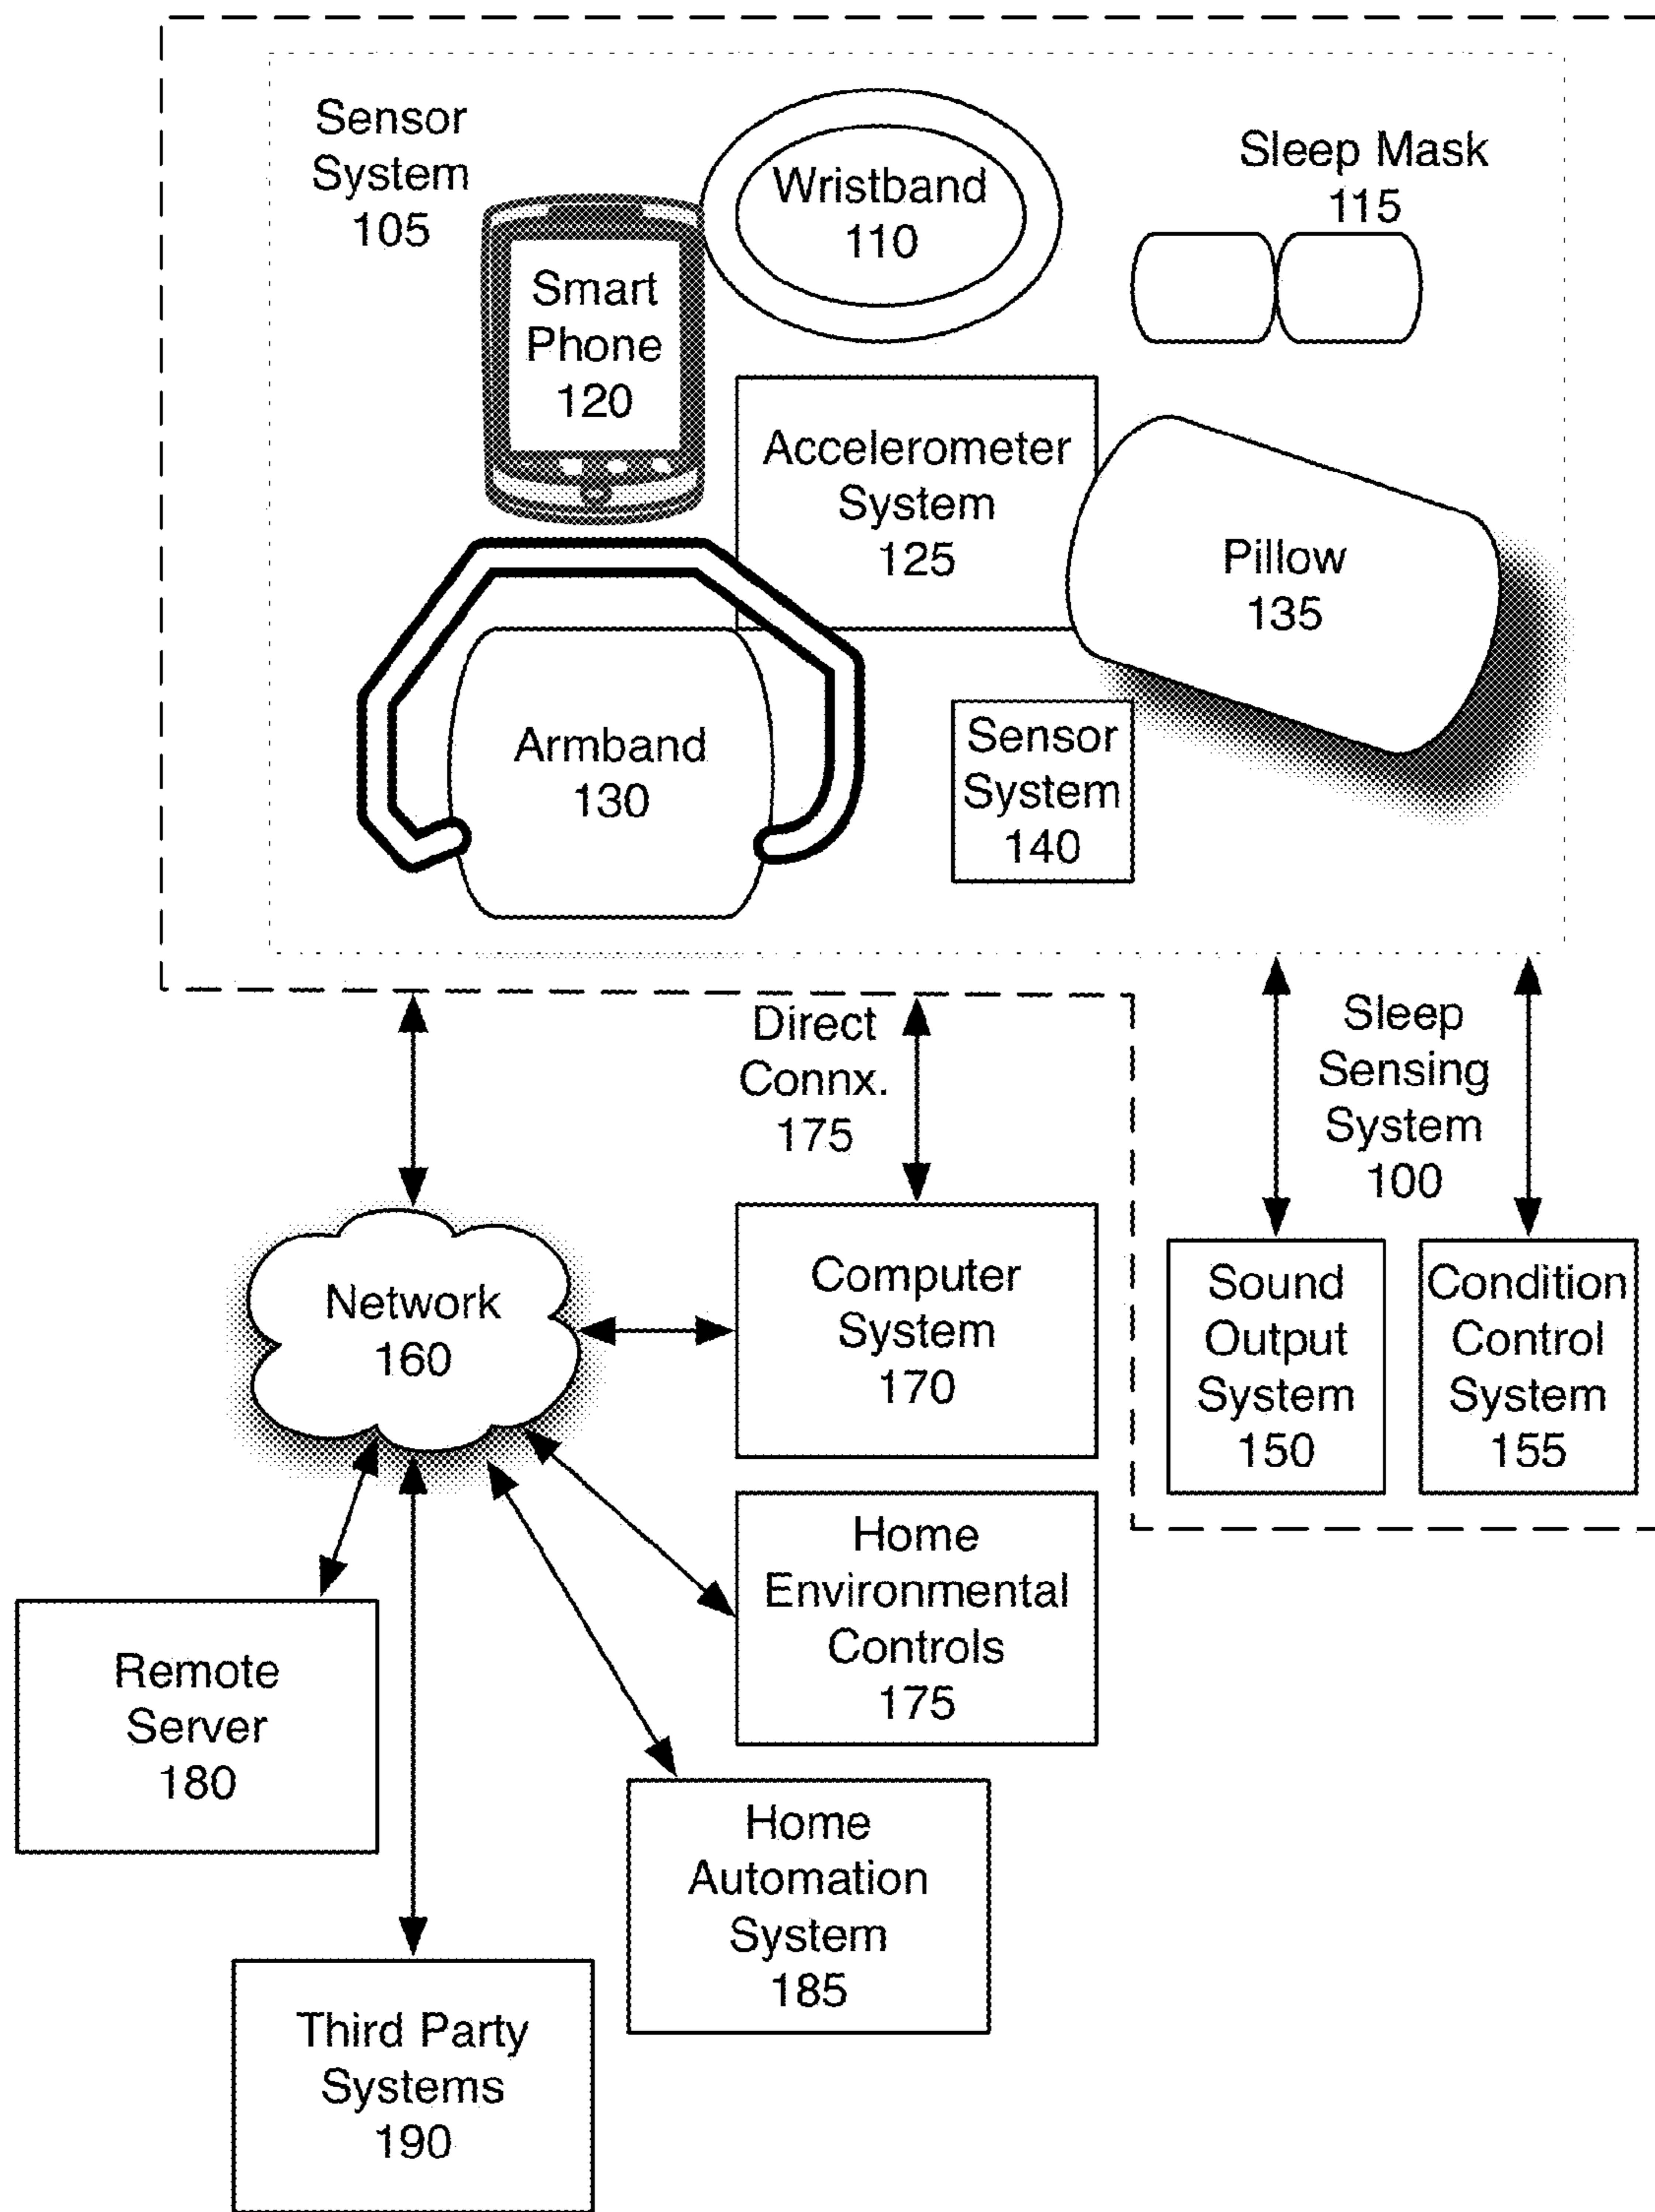 Sensor
System
105
Wristband
110
Sleep Mask
115
Smart
Phone
120
Accelerometer
System
125
Pillow
135
Armband
130
Sensor
System
140
Direct
Connx.
175
Sleep
Sensing
System
100
Network
160
Computer
System
170
Sound
Output
System
150
Condition
Control
System
155
Home
Environmental
Controls
175
Remote
Server
180
Home
Automation
System
185
Third Party
Systems
190